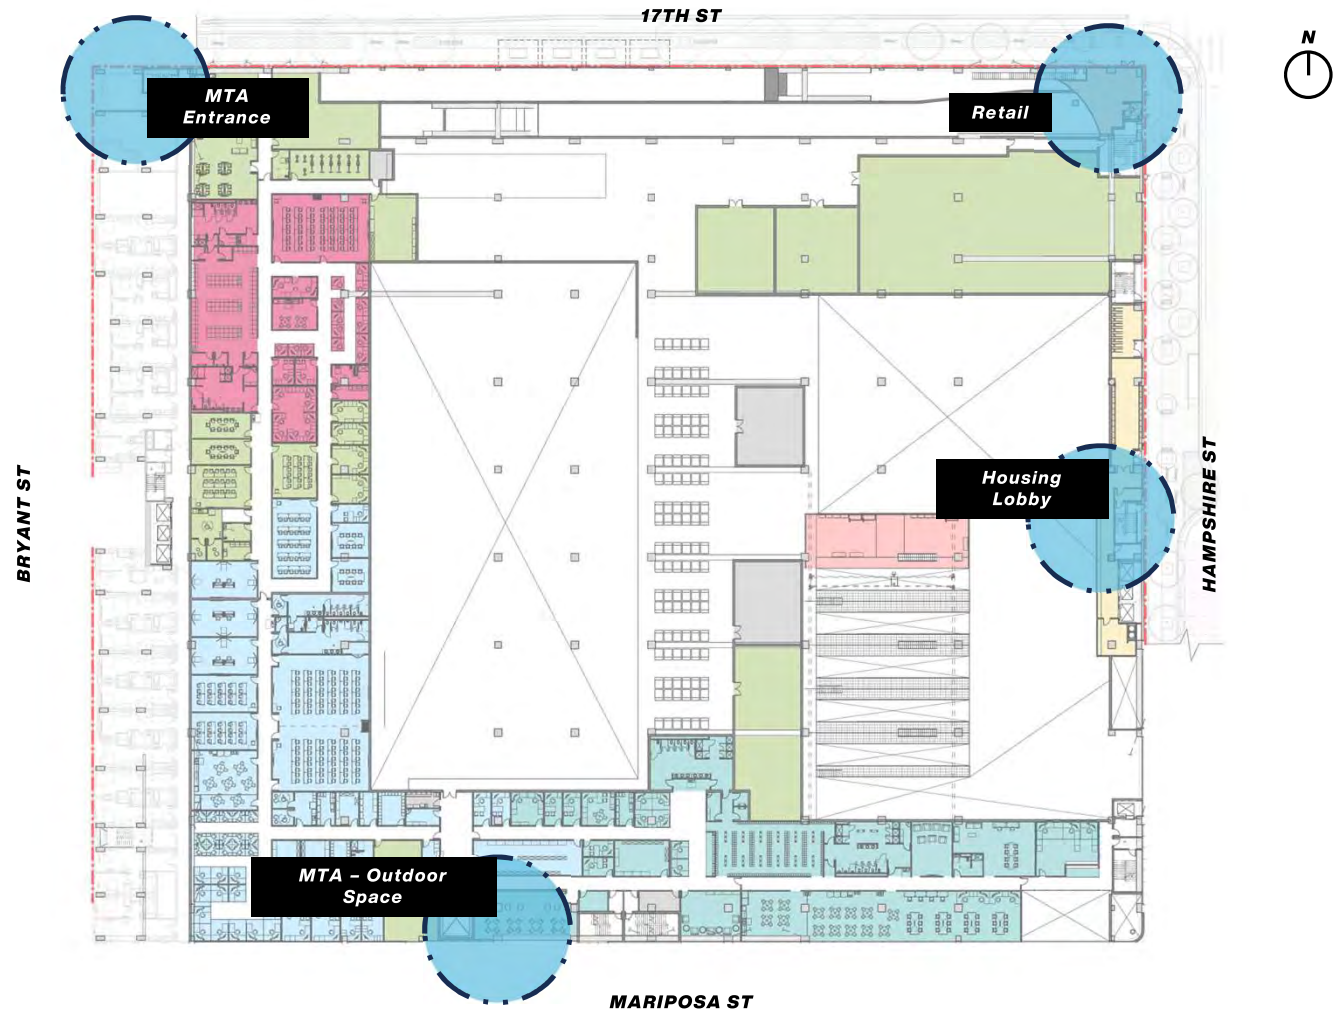 17TH ST
N
MTA
Entrance
Retail
BRYANT ST
Housing
Lobby
HAMPSHIRE ST
MTA – Outdoor
Space
MARIPOSA ST